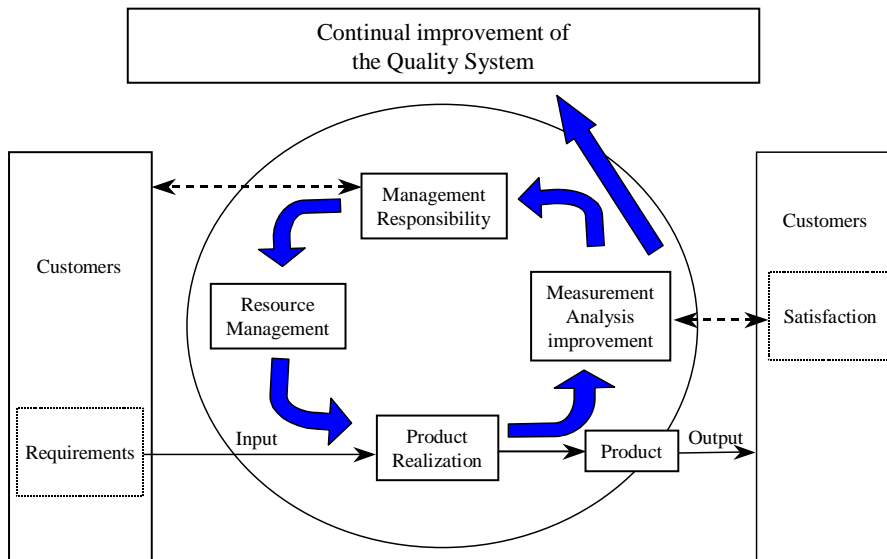 Continual improvement of
the Quality System
Management
Responsibility
Customers
Customers
Resource
Management
Measurement
Analysis
improvement
Satisfaction
Requirements
Input
Product
Realization
Product
Output